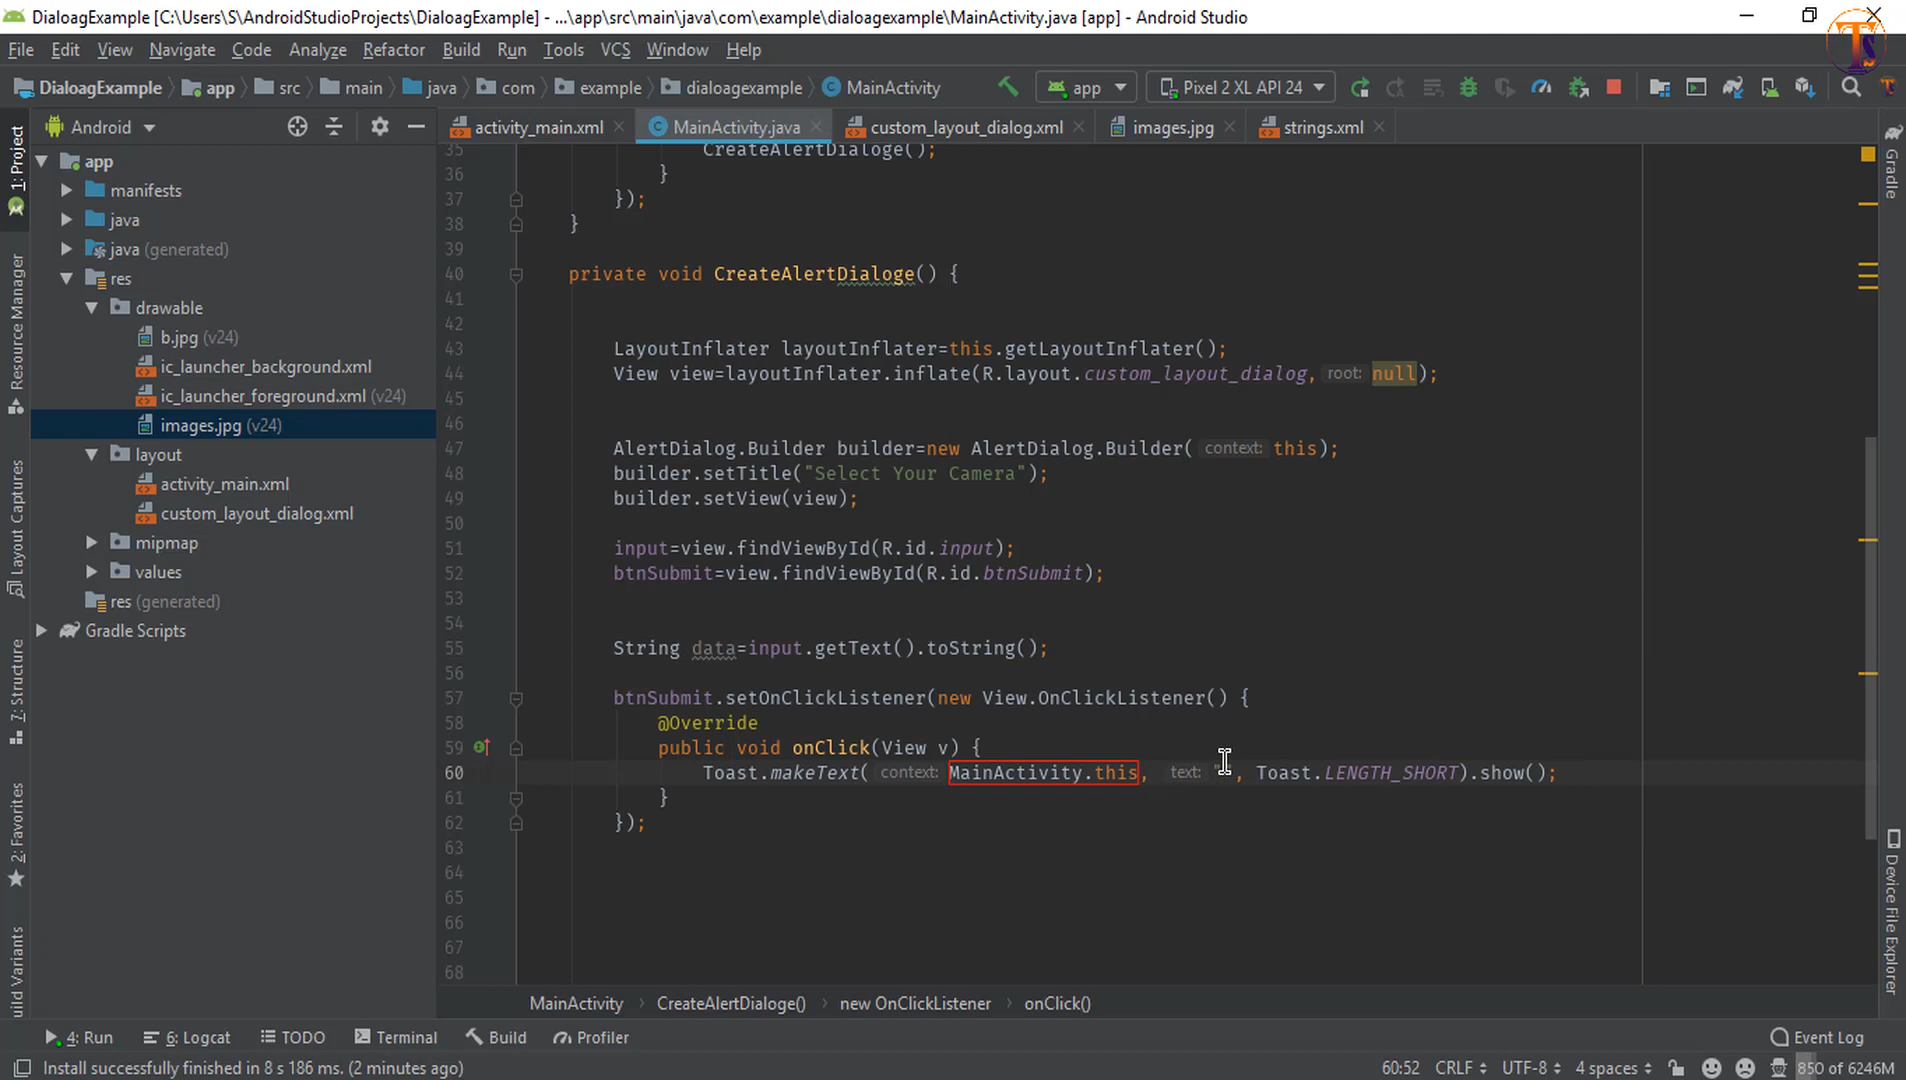 DialoagExample [C:\Users\S\AndroidStudioProjects\DialoagExample] - ...\app\src\main\java\com\example\dialoagexample\MainActivity.java [app] - Android Studio
TS
File Edit View Navigate Code Analyze Refactor Build Run Tools VCS Window Help
DialoagExample app src main java com example dialoagexample MainActivity app Pixel 2 XL API 24
Android activity_main.xml MainActivity.java custom_layout_dialog.xml images.jpg strings.xml
1: Project
Resource Manager
Layout Captures
7: Structure
2: Favorites
uild Variants
app
manifests
java
java (generated)
res
drawable
b.jpg (v24)
ic_launcher_background.xml
ic_launcher_foreground.xml (v24)
images.jpg (v24)
layout
activity_main.xml
custom_layout_dialog.xml
mipmap
values
res (generated)
Gradle Scripts
35 CreateAlertDialoge();
36 }
37 });
38 }
39
40 private void CreateAlertDialoge() {
41
42
43 LayoutInflater layoutInflater=this.getLayoutInflater();
44 View view=layoutInflater.inflate(R.layout.custom_layout_dialog, root: null);
45
46
47 AlertDialog.Builder builder=new AlertDialog.Builder( context: this);
48 builder.setTitle("Select Your Camera");
49 builder.setView(view);
50
51 input=view.findViewById(R.id.input);
52 btnSubmit=view.findViewById(R.id.btnSubmit);
53
54
55 String data=input.getText().toString();
56
57 btnSubmit.setOnClickListener(new View.OnClickListener() {
58 @Override
59 public void onClick(View v) {
60 Toast.makeText( context: MainActivity.this, text: "", Toast.LENGTH_SHORT).show();
61 }
62 });
63
64
65
66
67
68
Gradle
Device File Explorer
MainActivity CreateAlertDialoge() new OnClickListener onClick()
4: Run 6: Logcat TODO Terminal Build Profiler Event Log
Install successfully finished in 8 s 186 ms. (2 minutes ago) 60:52 CRLF UTF-8 4 spaces 850 of 6246M